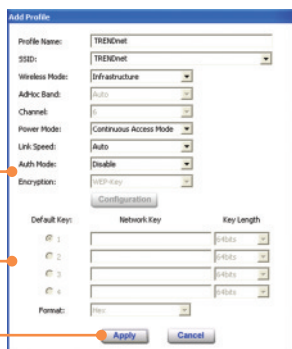 Add Profile
Profile Name: TRENDnet
SSID: TRENDnet
Wireless Mode: Infrastructure
AdHoc Band: Auto
Channel: 6
Power Mode: Continuous Access Mode
Link Speed: Auto
Auth Mode: Disable
Encryption: WEP-Key
Configuration
Default Key: Network Key Key Length
1 64bits
2 64bits
3 64bits
4 64bits
Format: Hex
Apply Cancel